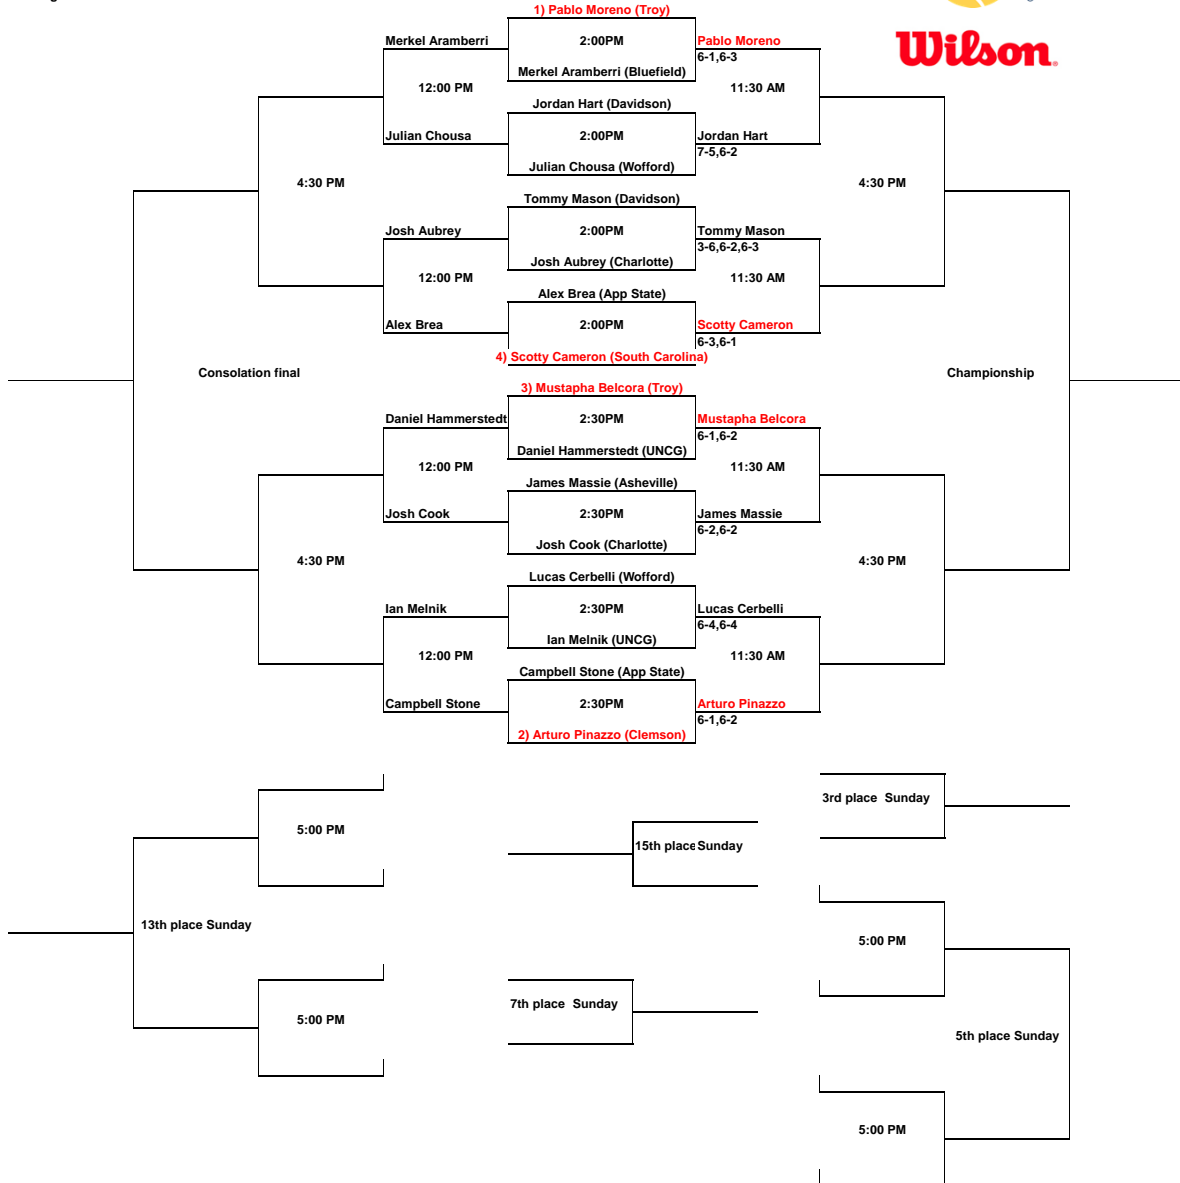 1) Pablo Moreno (Troy)
Merkel Aramberri
2:00PM
Pablo Moreno
6-1,6-3
Wilson
Merkel Aramberri (Bluefield)
12:00 PM
11:30 AM
Jordan Hart (Davidson)
Julian Chousa
2:00PM
Jordan Hart
7-5,6-2
Julian Chousa (Wofford)
4:30 PM
4:30 PM
Tommy Mason (Davidson)
Josh Aubrey
2:00PM
Tommy Mason
3-6,6-2,6-3
Josh Aubrey (Charlotte)
12:00 PM
11:30 AM
Alex Brea (App State)
Alex Brea
2:00PM
Scotty Cameron
6-3,6-1
4) Scotty Cameron (South Carolina)
Consolation final
Championship
3) Mustapha Belcora (Troy)
Daniel Hammerstedt
2:30PM
Mustapha Belcora
6-1,6-2
Daniel Hammerstedt (UNCG)
12:00 PM
11:30 AM
James Massie (Asheville)
Josh Cook
2:30PM
James Massie
6-2,6-2
Josh Cook (Charlotte)
4:30 PM
4:30 PM
Lucas Cerbelli (Wofford)
Ian Melnik
2:30PM
Lucas Cerbelli
6-4,6-4
Ian Melnik (UNCG)
12:00 PM
11:30 AM
Campbell Stone (App State)
Campbell Stone
2:30PM
Arturo Pinazzo
6-1,6-2
2) Arturo Pinazzo (Clemson)
3rd place Sunday
5:00 PM
15th place Sunday
13th place Sunday
5:00 PM
7th place Sunday
5:00 PM
5th place Sunday
5:00 PM